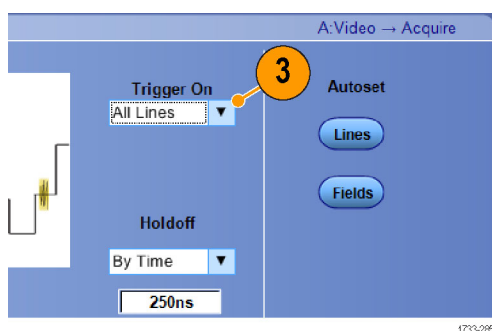 A:Video → Acquire
3
Trigger On
All Lines
Autoset
Lines
Fields
Holdoff
By Time
250ns